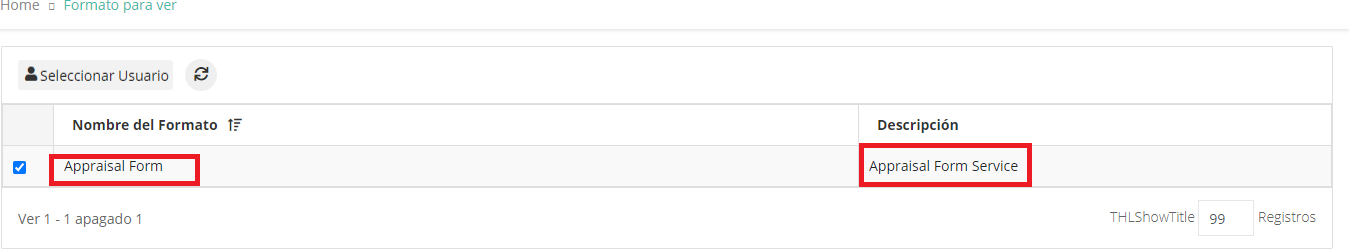 Home Formato para ver
Seleccionar Usuario
Nombre del Formato Descripción
Appraisal Form Appraisal Form Service
Ver 1 - 1 apagado 1 THLShowTitle 99 Registros